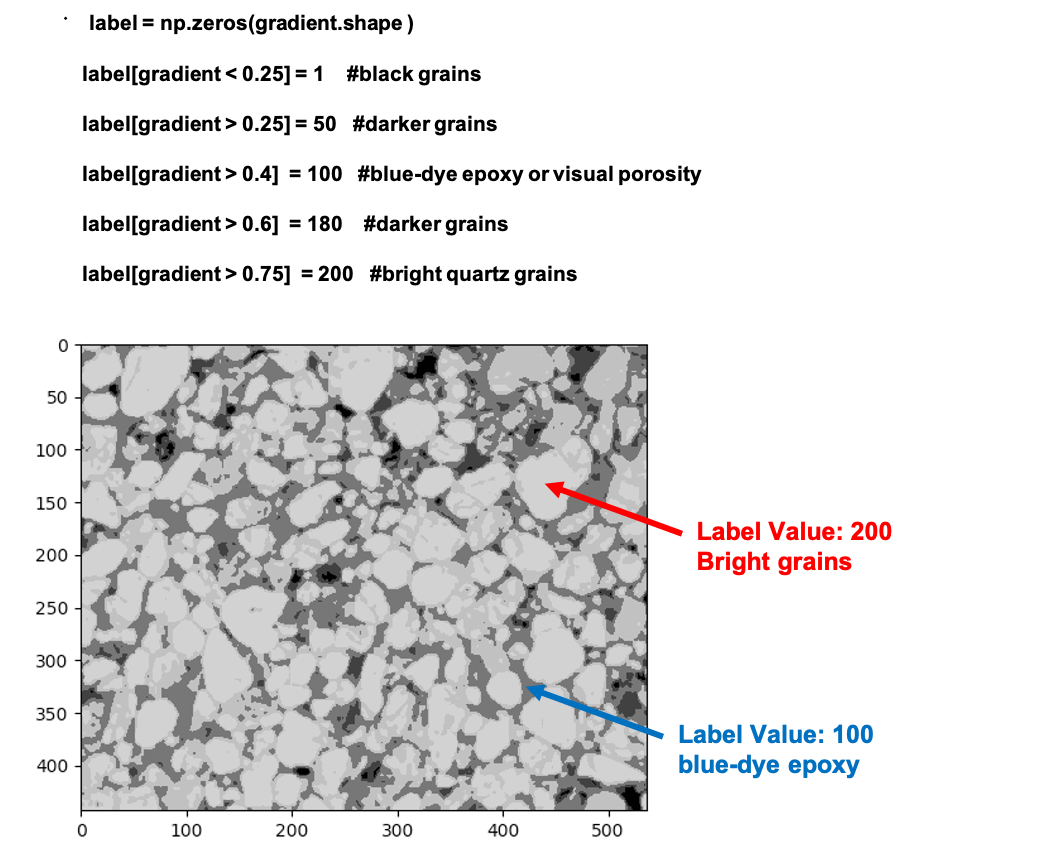 label = np.zeros(gradient.shape )
label[gradient < 0.25] = 1 #black grains
label[gradient > 0.25] = 50 #darker grains
label[gradient > 0.4] = 100 #blue-dye epoxy or visual porosity
label[gradient > 0.6] = 180 #darker grains
label[gradient > 0.75] = 200 #bright quartz grains
0
50
100
150
200
250
300
350
400
0 100 200 300 400 500
Label Value: 200
Bright grains
Label Value: 100
blue-dye epoxy